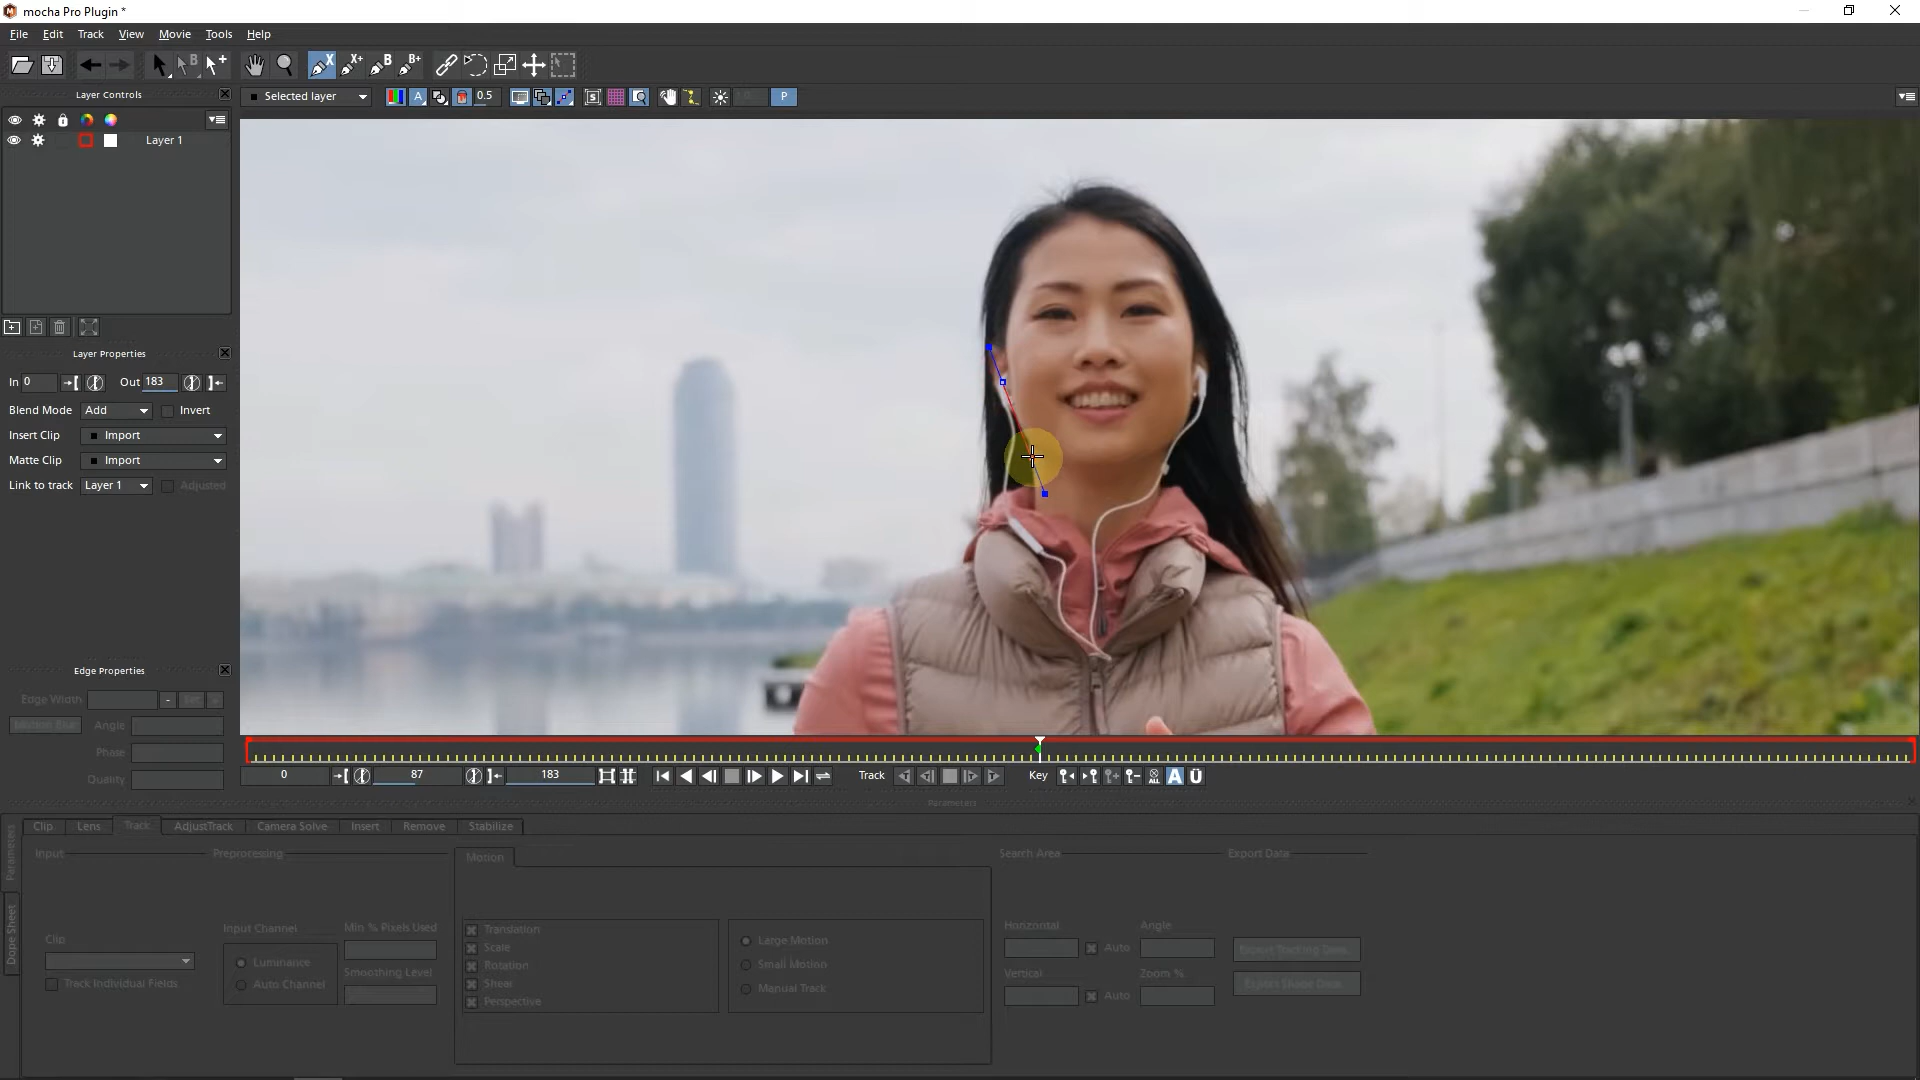 mocha Pro Plugin *
File Edit Track View Movie Tools Help
X X+ B B+
Layer Controls
Selected layer
A 0.5 P
Layer 1
Layer Properties
In 0 Out 183
Blend Mode Add Invert
Insert Clip Import
Matte Clip Import
Link to track Layer 1 Adjusted
Edge Properties
Edge Width - Set
Motion Blur Angle
Phase
Quality
0 87 183 Track Key ALL A Ü
Parameters
Parameters
Dope Sheet
Clip Lens Track AdjustTrack Camera Solve Insert Remove Stabilize
Input Preprocessing Motion Search Area Export Data
Clip
Track Individual Fields
Input Channel
Luminance
Auto Channel
Min % Pixels Used
Smoothing Level
Translation
Scale
Rotation
Shear
Perspective
Large Motion
Small Motion
Manual Track
Horizontal Angle
Auto
Vertical Zoom %
Auto
Export Tracking Data...
Export Shape Data...